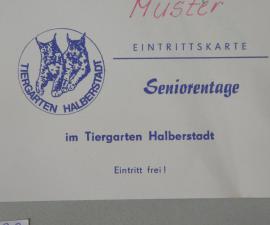 Muster
EINTRITTSKARTE
Seniorentage
TIERGARTEN HALBERSTADT
im Tiergarten Halberstadt
Eintritt frei!